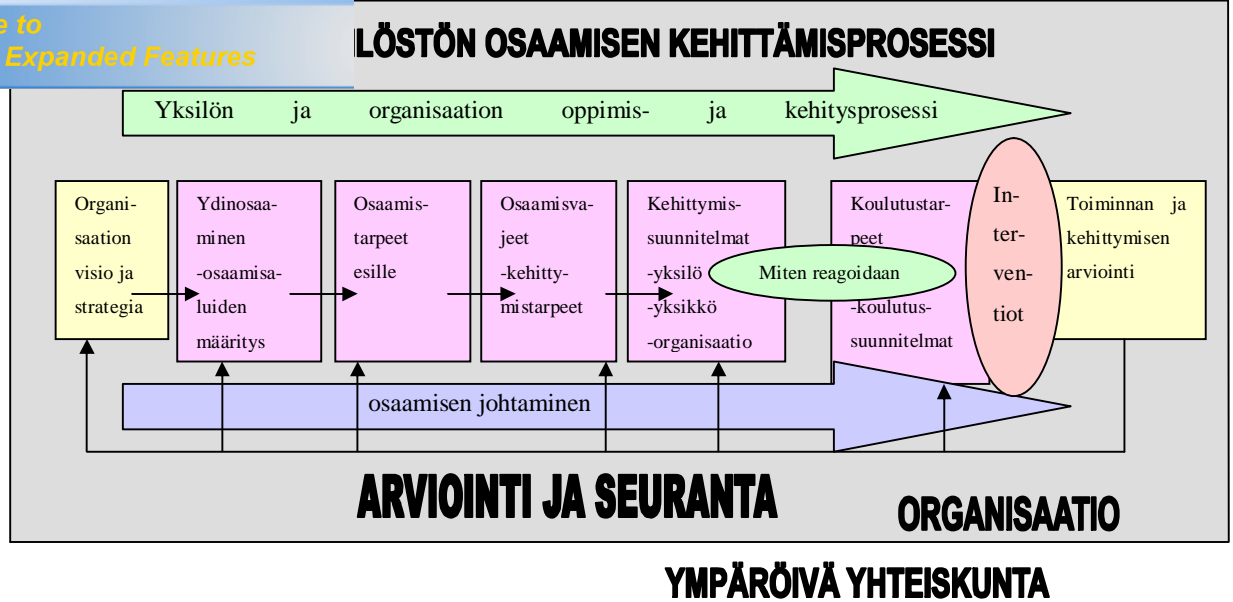 e to
Expanded Features
LÖSTÖN OSAAMISEN KEHITTÄMISPROSESSI
Yksilön ja organisaation oppimis- ja kehitysprosessi
Organi-
saation
visio ja
strategia
Ydinosaa-
minen
-osaamisa-
luiden
määritys
Osaamis-
tarpeet
esille
Osaamisva-
jeet
-kehitty-
mistarpeet
Kehittymis-
suunnitelmat
-yksilö
-yksikkö
-organisaatio
Miten reagoidaan
Koulutustar-
peet
-koulutus-
suunnitelmat
In-
ter-
ven-
tiot
Toiminnan ja
kehittymisen
arviointi
osaamisen johtaminen
ARVIOINTI JA SEURANTA
ORGANISAATIO
YMPÄRÖIVÄ YHTEISKUNTA